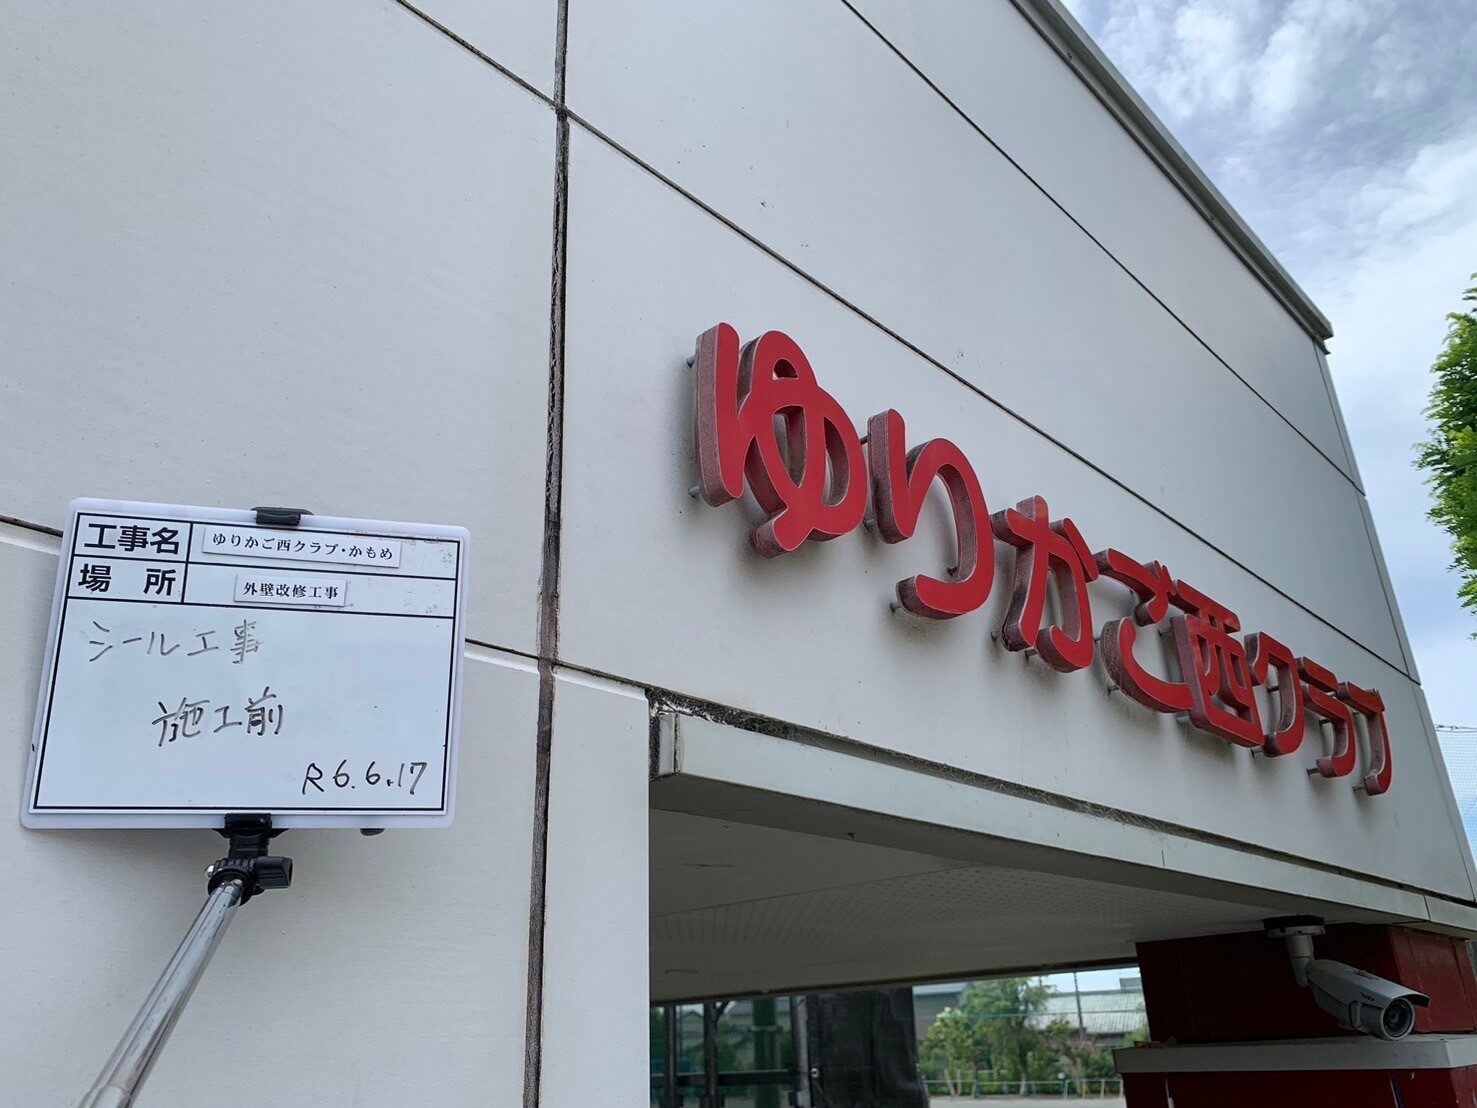 工事名 ゆりかご西クラブ・かもめ
場所 外壁改修工事
シール工事
施工前
R6.6.17
ゆりかご西クラブ